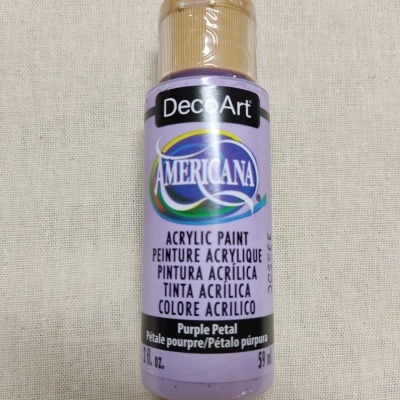 DecoArt®
AMERICANA®
ACRYLIC PAINT
PEINTURE ACRYLIQUE
PINTURA ACRÍLICA
TINTA ACRÍLICA
COLORE ACRILICO
Purple Petal
Pétale pourpre/Pétalo púrpura
2 fl. oz.
59 ml